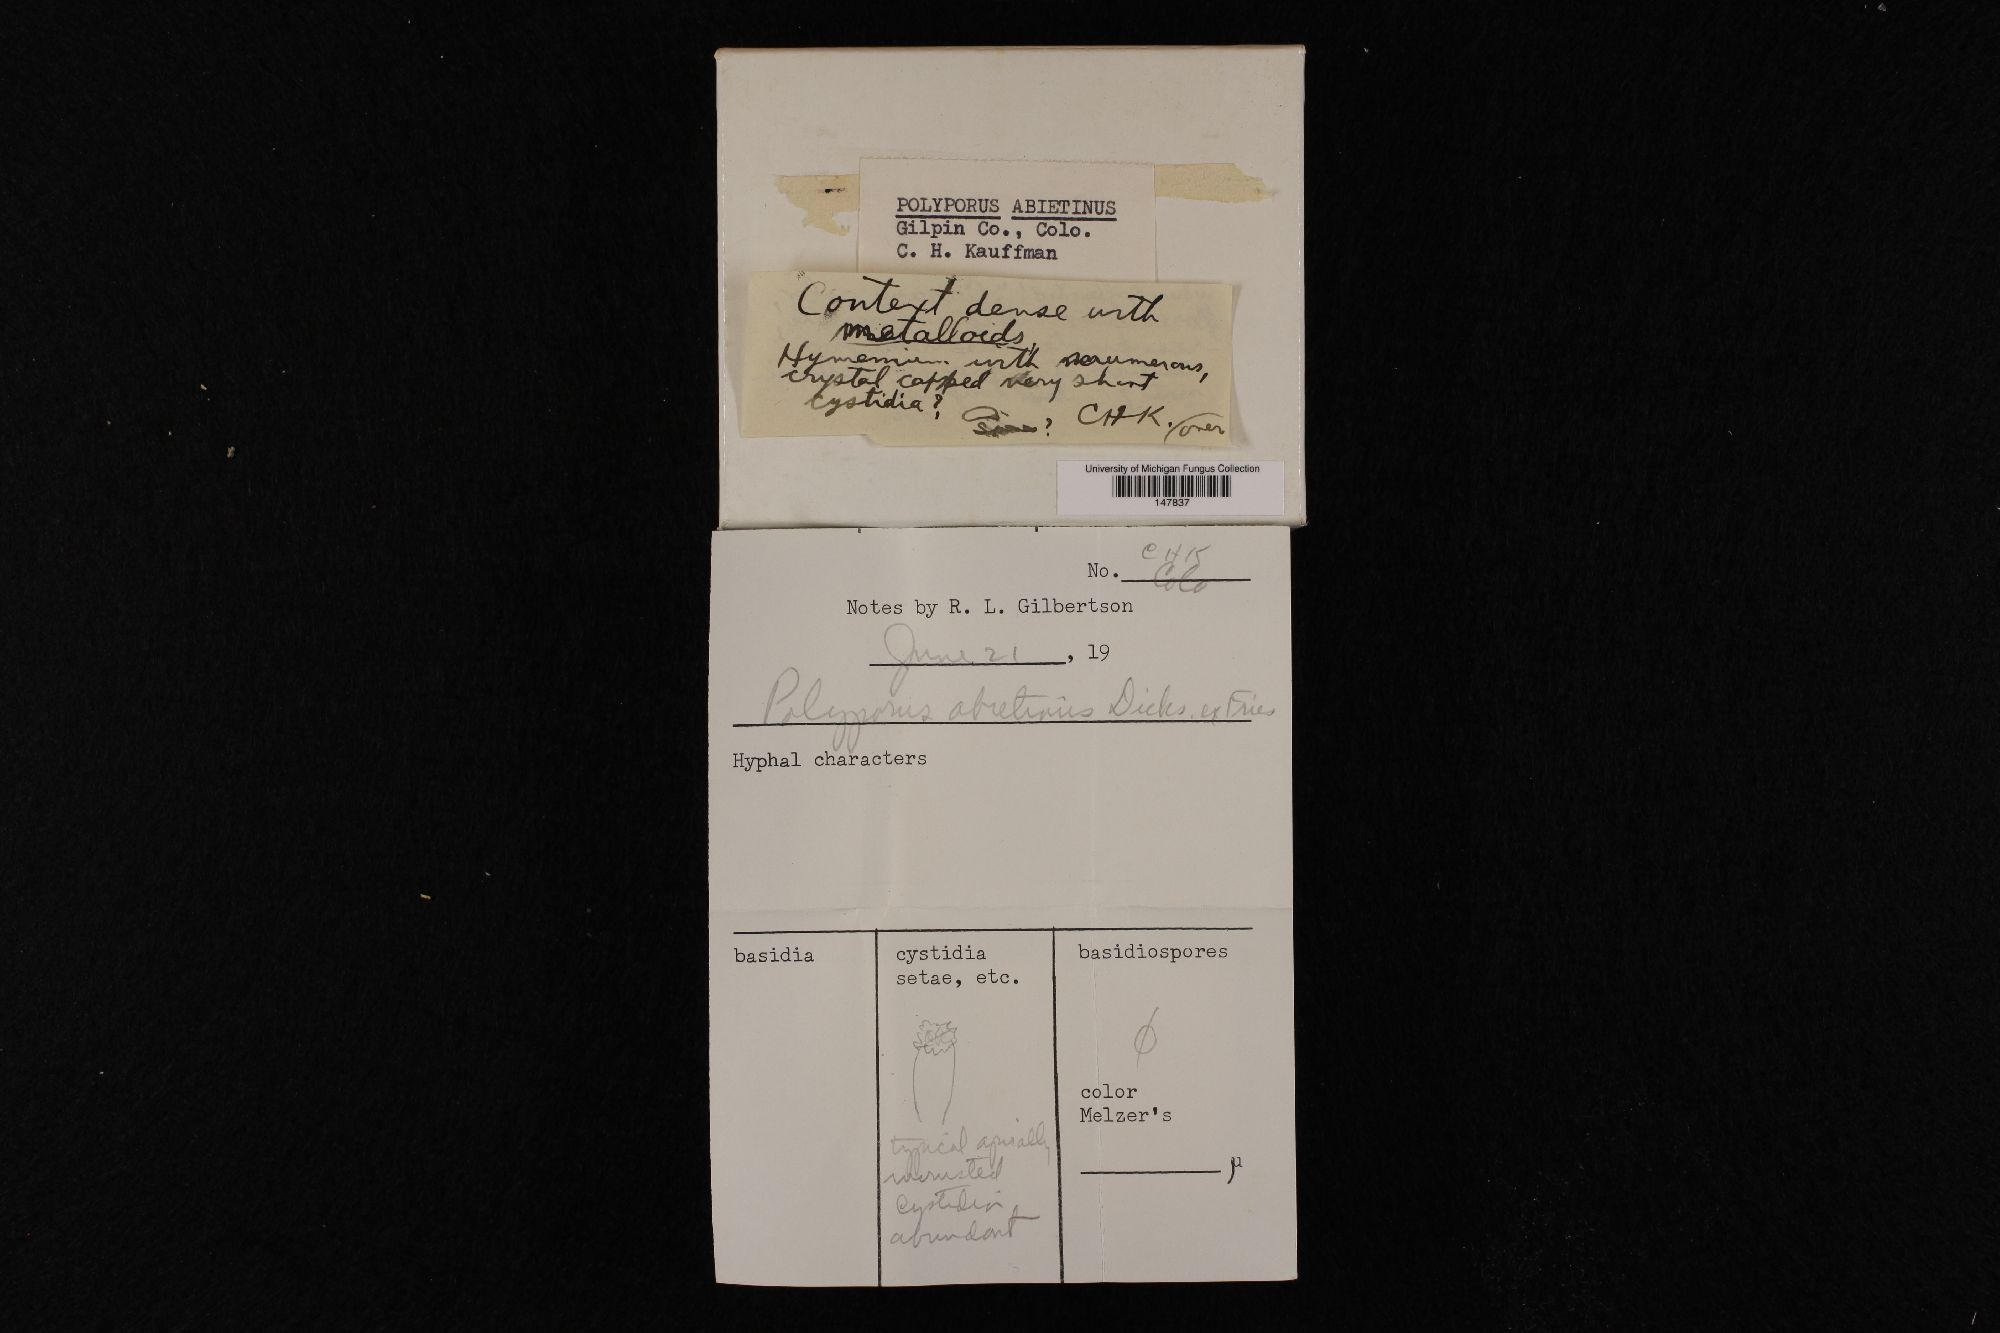 POLYPORUS ABIETINUS
Gilpin Co., Colo.
C. H. Kauffman
Context dense with
metalloids,
Hymenium with numerous,
crystal capped very short
cystidia?
? CHK. /over
University of Michigan Fungus Collection
147837
CHK
No. Colo
Notes by R. L. Gilbertson
June 21, 19
Polyporus abietinus Dicks. ex Fries
Hyphal characters
basidia
cystidia
setae, etc.
typical apically
incrusted
cystidia
abundant
basidiospores
ϕ
color
Melzer's
µ